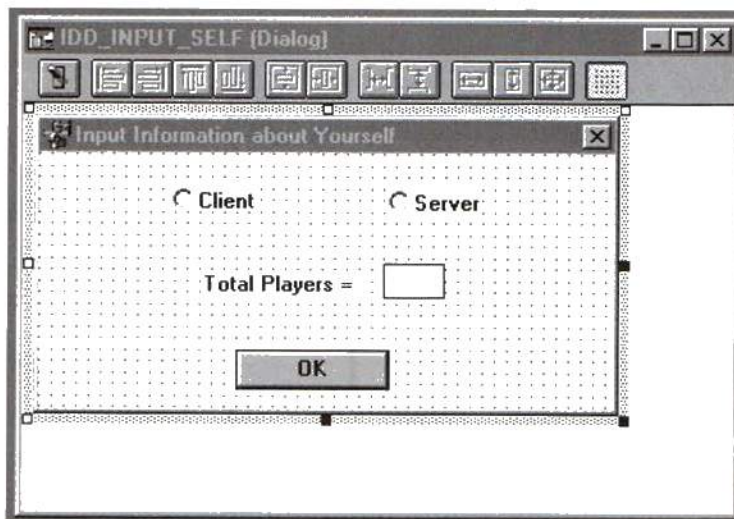 IDD_INPUT_SELF (Dialog)
Input Information about Yourself
Client
Server
Total Players =
OK